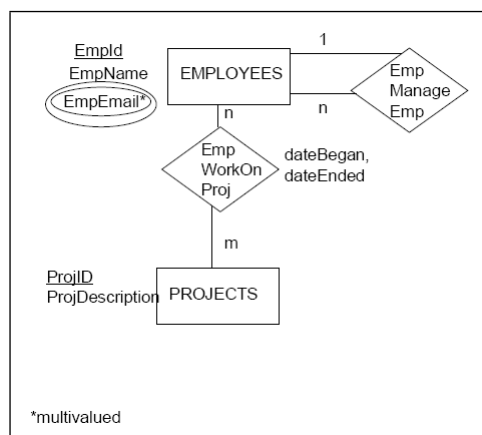 1
EmpId
EmpName
EmpEmail*
EMPLOYEES
Emp
Manage
Emp
n
n
Emp
WorkOn
Proj
dateBegan,
dateEnded
m
ProjID
ProjDescription
PROJECTS
*multivalued